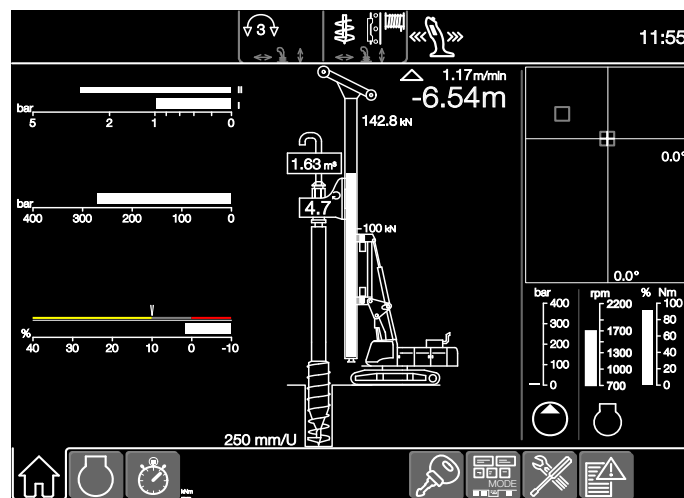 3
11:55
1.17 m/min
-6.54m
II
I
bar
5 2 1 0
142.8 kN
0.0°
1.63 m³
bar
400 300 200 100 0
4.7
100 kN
0.0°
bar rpm % Nm
400 2200 100
300 1700 80
200 1300 60
100 1000 40
0 700 20
0
%
40 30 20 10 0 -10
250 mm/U
MODE
kNm